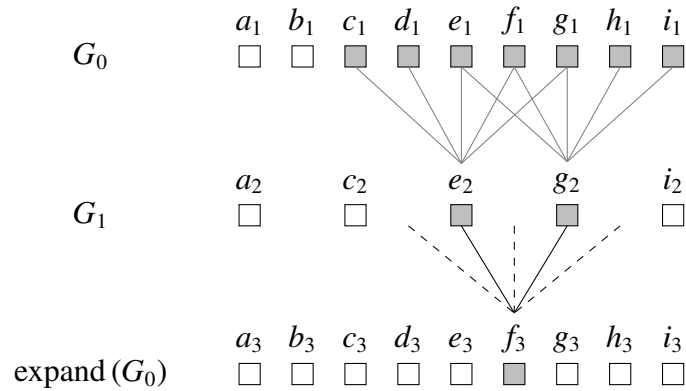 a₁ b₁ c₁ d₁ e₁ f₁ g₁ h₁ i₁
G₀
a₂ c₂ e₂ g₂ i₂
G₁
a₃ b₃ c₃ d₃ e₃ f₃ g₃ h₃ i₃
expand (G₀)